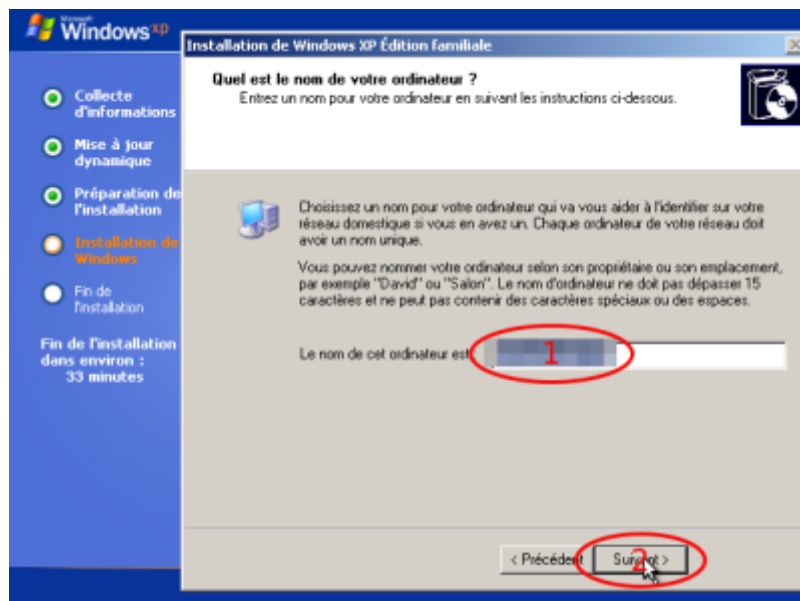 Microsoft
Windows xp
Installation de Windows XP Édition familiale
Quel est le nom de votre ordinateur ?
Entrez un nom pour votre ordinateur en suivant les instructions ci-dessous.
Collecte
d'informations
Mise à jour
dynamique
Préparation de
l'installation
Installation de
Windows
Fin de
l'installation
Fin de l'installation
dans environ :
33 minutes
Choisissez un nom pour votre ordinateur qui va vous aider à l'identifier sur votre
réseau domestique si vous en avez un. Chaque ordinateur de votre réseau doit
avoir un nom unique.
Vous pouvez nommer votre ordinateur selon son propriétaire ou son emplacement,
par exemple "David" ou "Salon". Le nom d'ordinateur ne doit pas dépasser 15
caractères et ne peut pas contenir des caractères spéciaux ou des espaces.
Le nom de cet ordinateur est
1
< Précédent
Suivant >
2